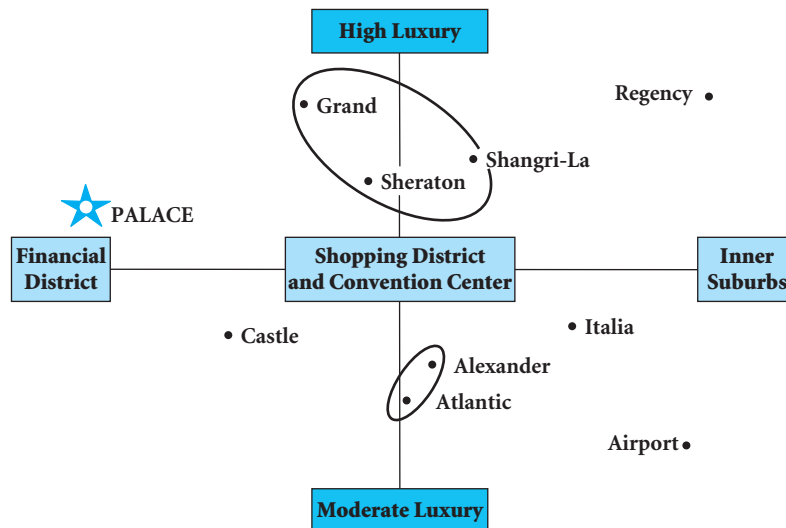 High Luxury
Regency
Grand
Shangri-La
Sheraton
PALACE
Financial
District
Shopping District
and Convention Center
Inner
Suburbs
Castle
Italia
Alexander
Atlantic
Airport
Moderate Luxury